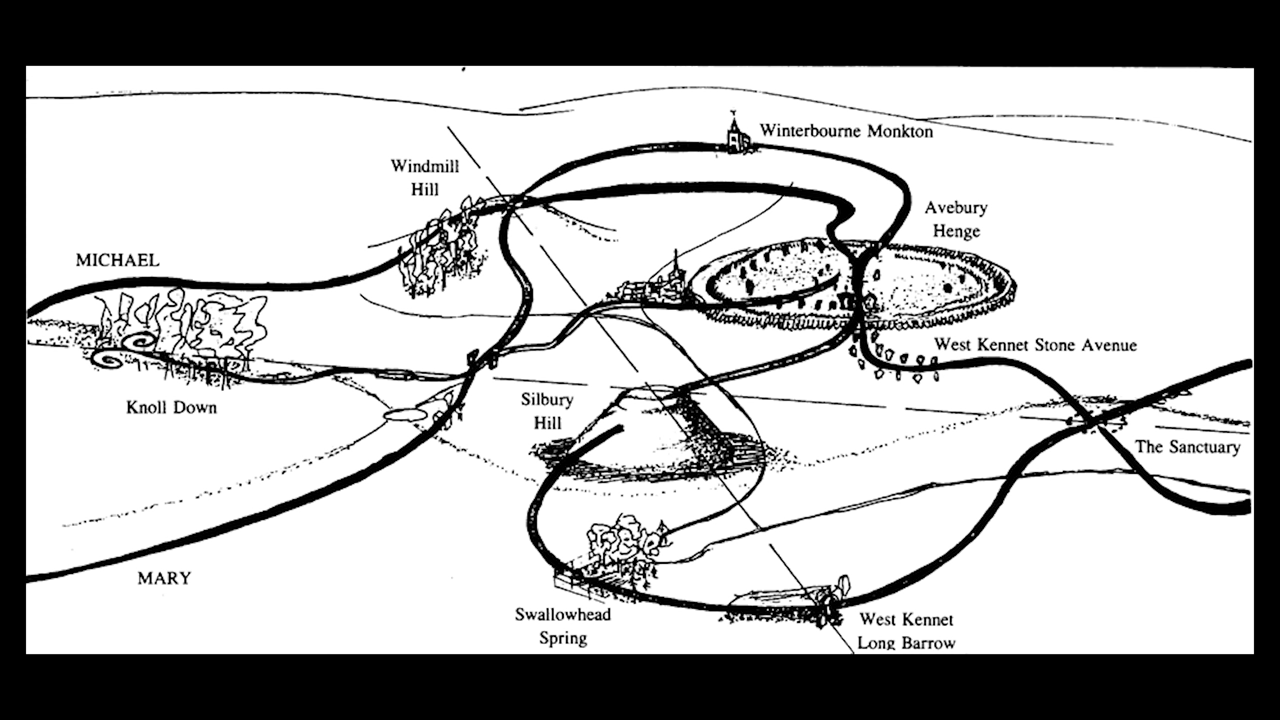 Winterbourne Monkton
Windmill
Hill
Avebury
Henge
MICHAEL
West Kennet Stone Avenue
Knoll Down
Silbury
Hill
The Sanctuary
MARY
Swallowhead
Spring
West Kennet
Long Barrow